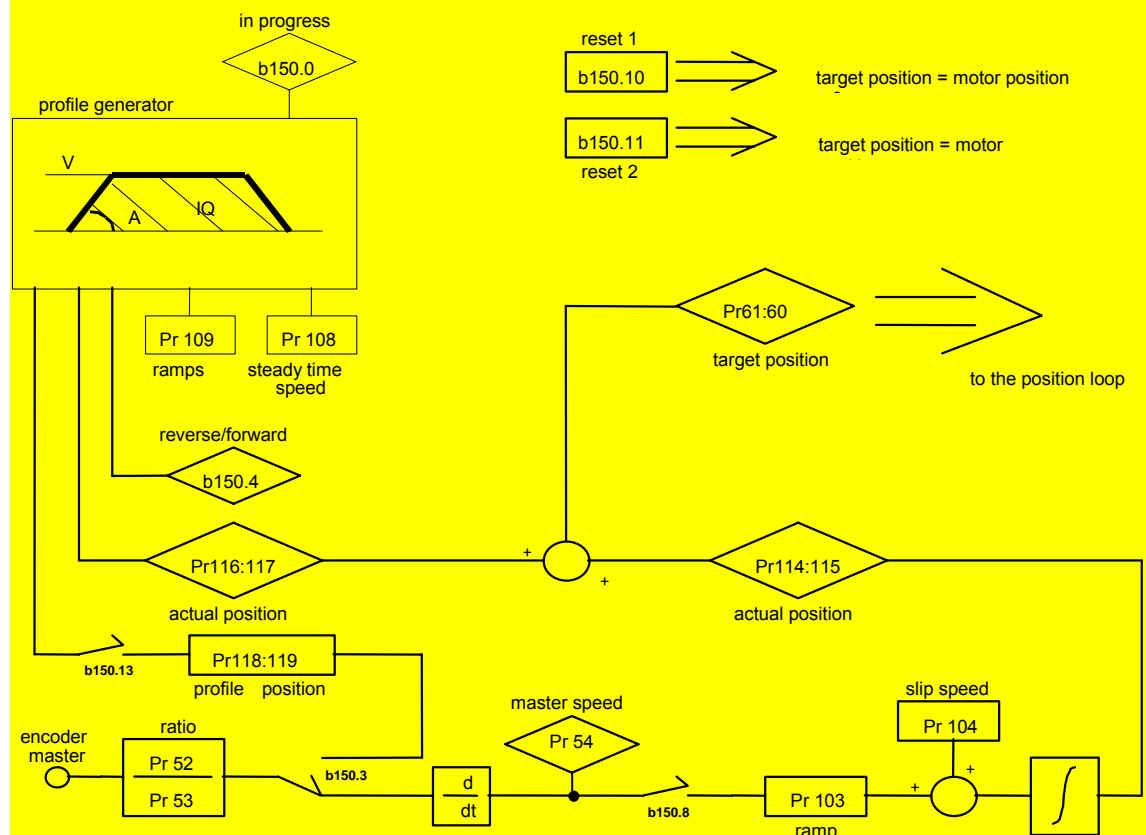 in progress
b150.0
reset 1
b150.10
target position = motor position
profile generator
b150.11
target position = motor
reset 2
V
A
IQ
Pr61:60
target position
to the position loop
Pr 109
Pr 108
ramps
steady time
speed
reverse/forward
b150.4
Pr116:117
+
+
Pr114:115
actual position
actual position
b150.13
Pr118:119
profile position
slip speed
master speed
Pr 104
encoder
master
ratio
Pr 54
Pr 52
Pr 53
b150.3
d
dt
b150.8
Pr 103
+
+
∫
ramp